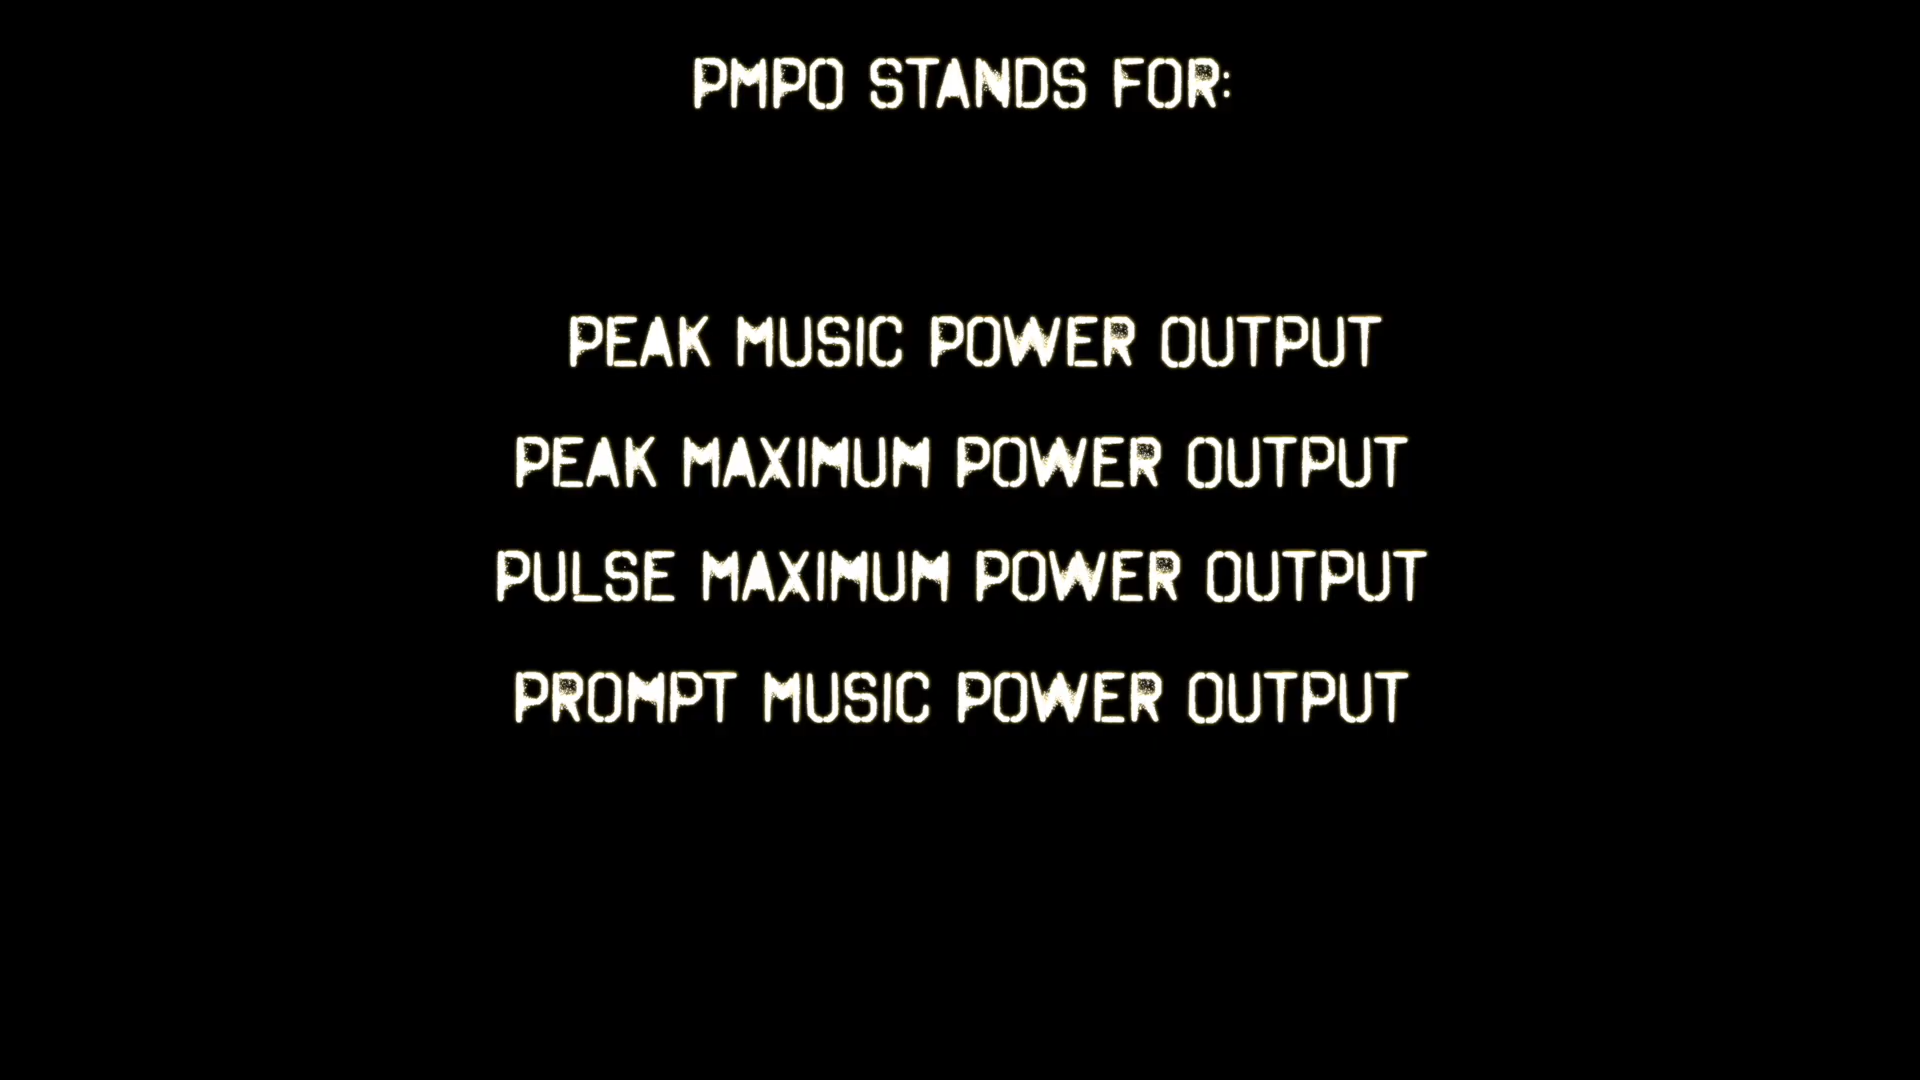 PMPO STANDS FOR:
PEAK MUSIC POWER OUTPUT
PEAK MAXIMUM POWER OUTPUT
PULSE MAXIMUM POWER OUTPUT
PROMPT MUSIC POWER OUTPUT